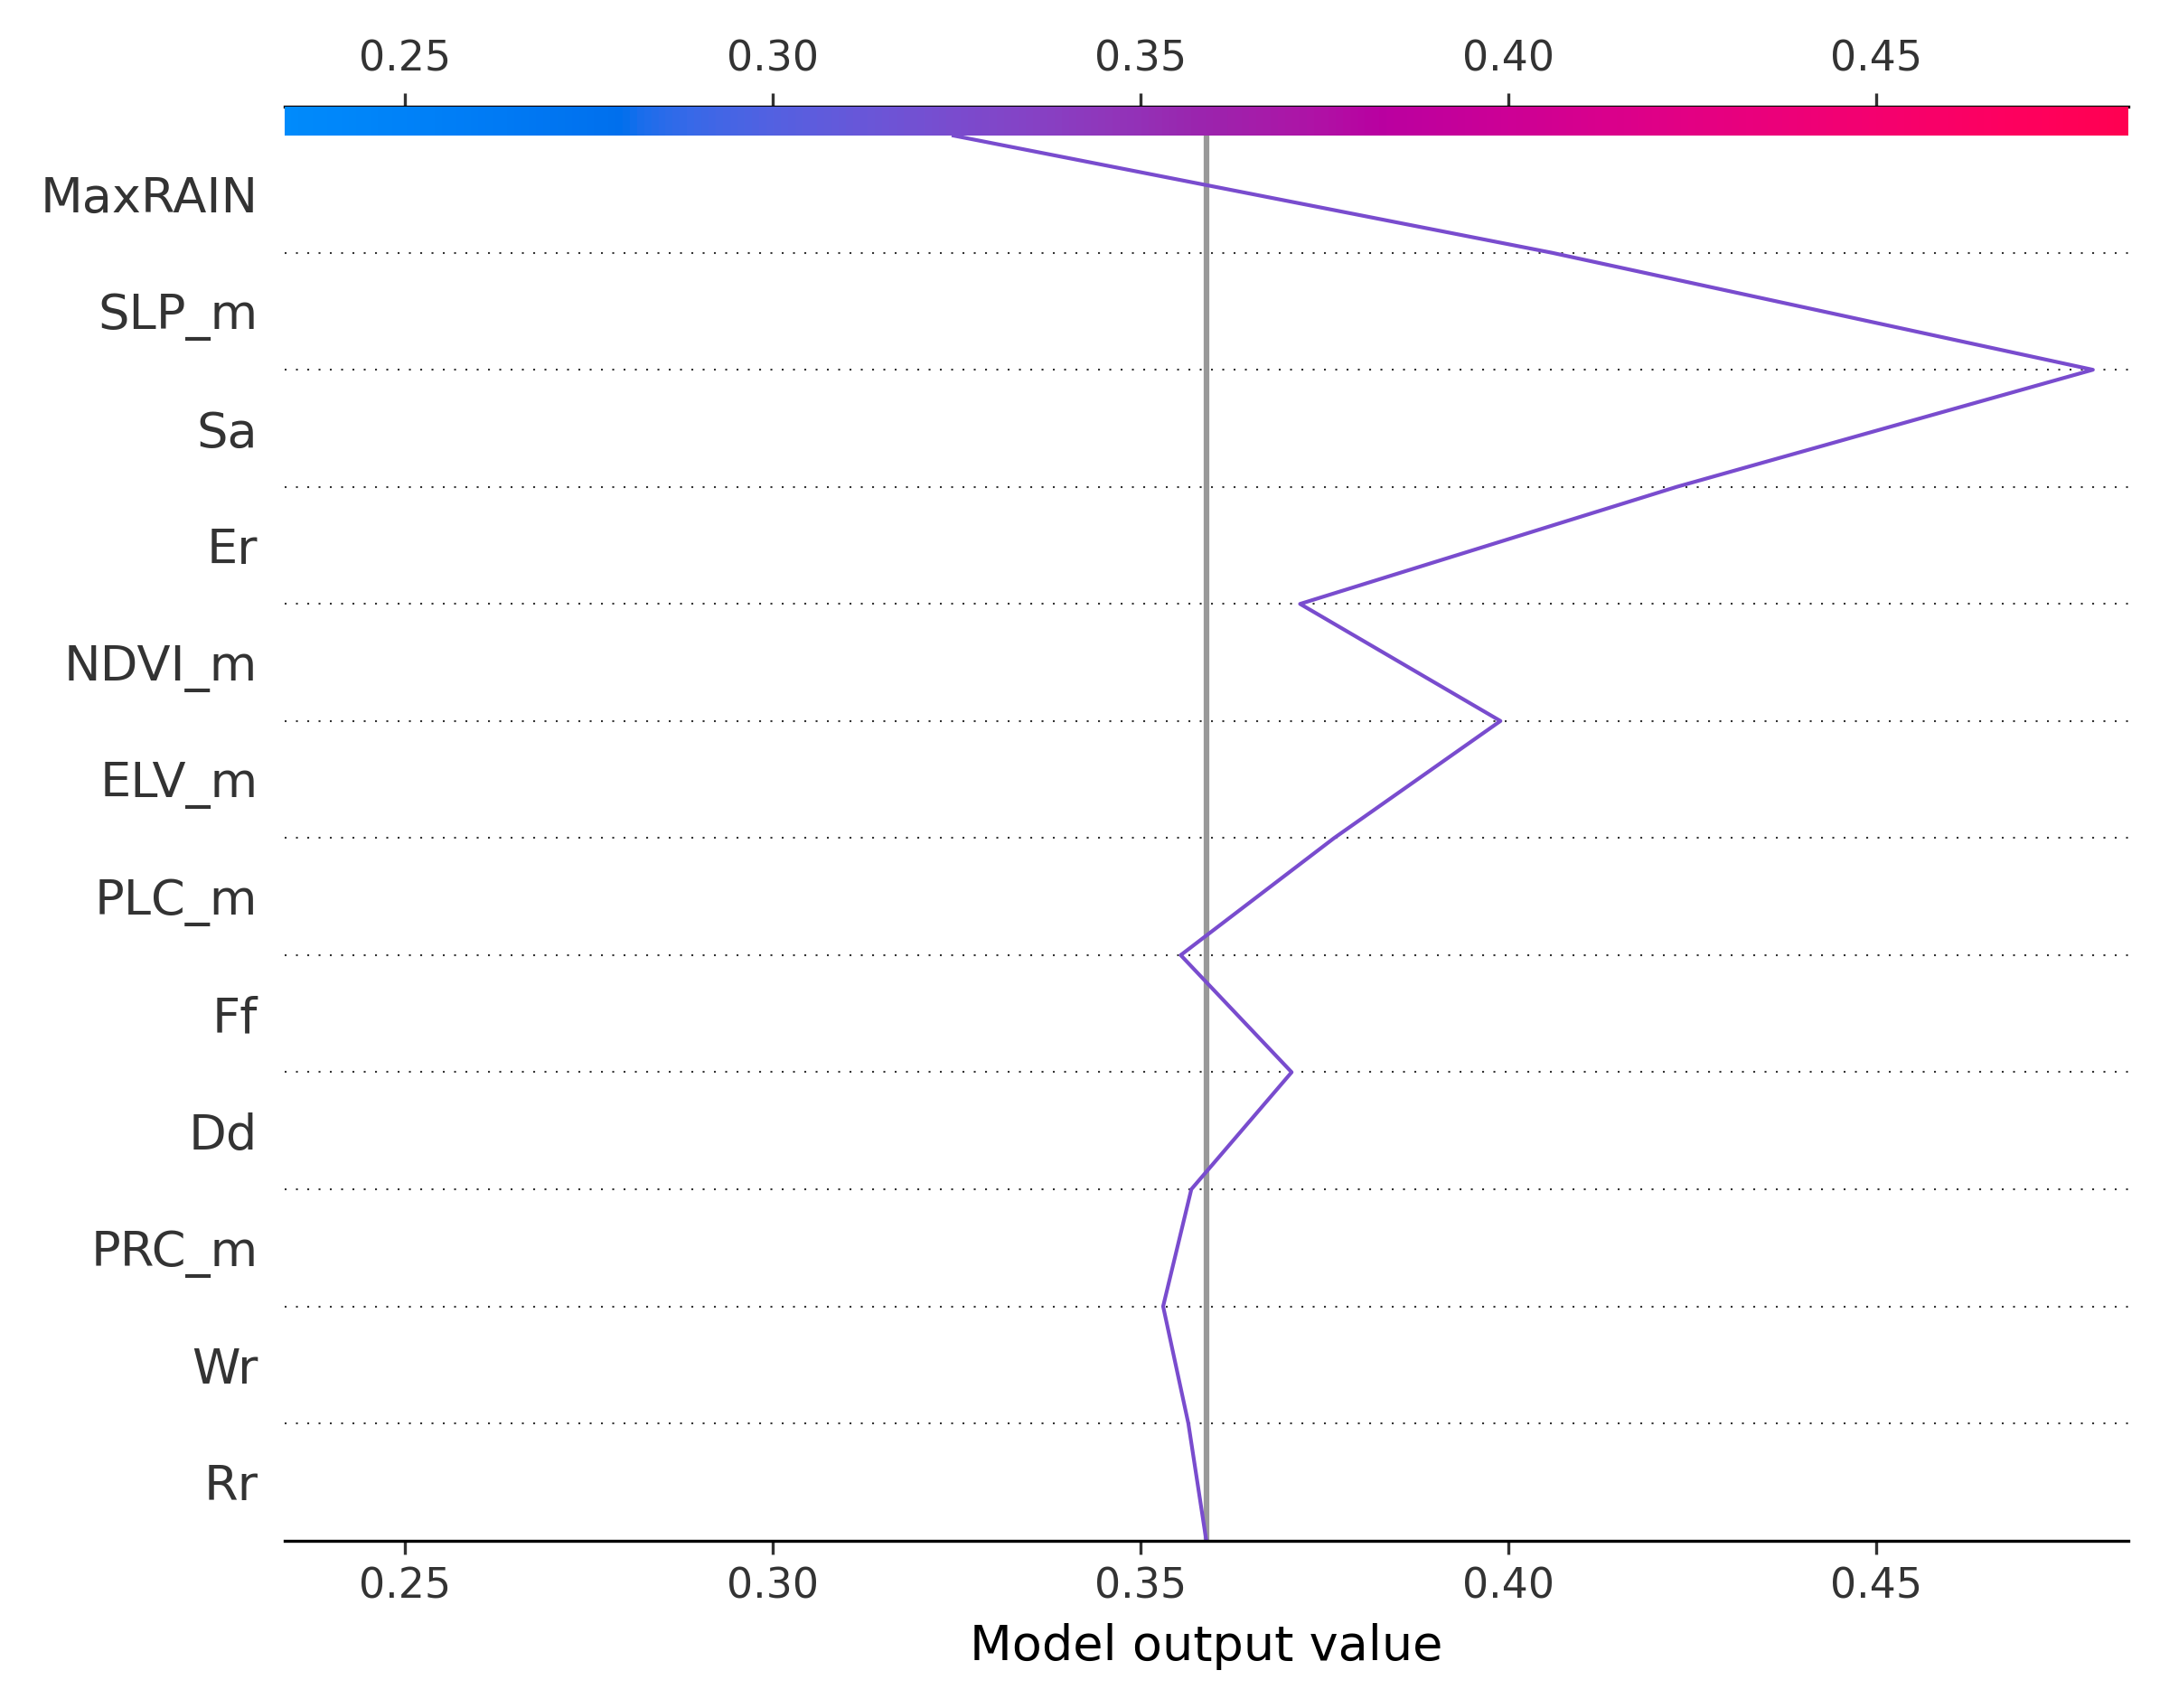 0.25 0.30 0.35 0.40 0.45
MaxRAIN
SLP_m
Sa
Er
NDVI_m
ELV_m
PLC_m
Ff
Dd
PRC_m
Wr
Rr
0.25 0.30 0.35 0.40 0.45
Model output value